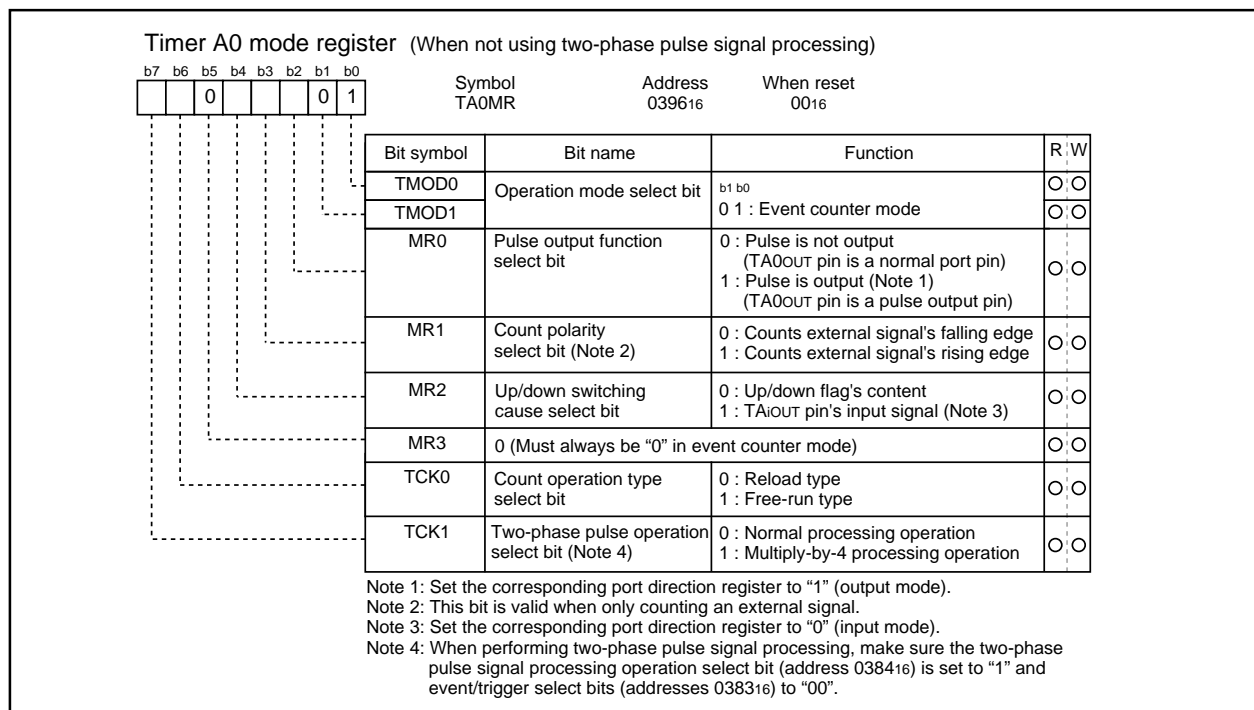 Timer A0 mode register (When not using two-phase pulse signal processing)
b7 b6 b5 b4 b3 b2 b1 b0
0 0 1
Symbol Address When reset
TA0MR 039616 0016
Bit symbol Bit name Function R W
TMOD0 Operation mode select bit b1 b0
TMOD1 0 1 : Event counter mode
MR0 Pulse output function
select bit
0 : Pulse is not output
(TA0OUT pin is a normal port pin)
1 : Pulse is output (Note 1)
(TA0OUT pin is a pulse output pin)
MR1 Count polarity
select bit (Note 2)
0 : Counts external signal's falling edge
1 : Counts external signal's rising edge
MR2 Up/down switching
cause select bit
0 : Up/down flag's content
1 : TAiOUT pin's input signal (Note 3)
MR3 0 (Must always be “0” in event counter mode)
TCK0 Count operation type
select bit
0 : Reload type
1 : Free-run type
TCK1 Two-phase pulse operation
select bit (Note 4)
0 : Normal processing operation
1 : Multiply-by-4 processing operation
Note 1: Set the corresponding port direction register to “1” (output mode).
Note 2: This bit is valid when only counting an external signal.
Note 3: Set the corresponding port direction register to “0” (input mode).
Note 4: When performing two-phase pulse signal processing, make sure the two-phase
pulse signal processing operation select bit (address 038416) is set to “1” and
event/trigger select bits (addresses 038316) to “00”.